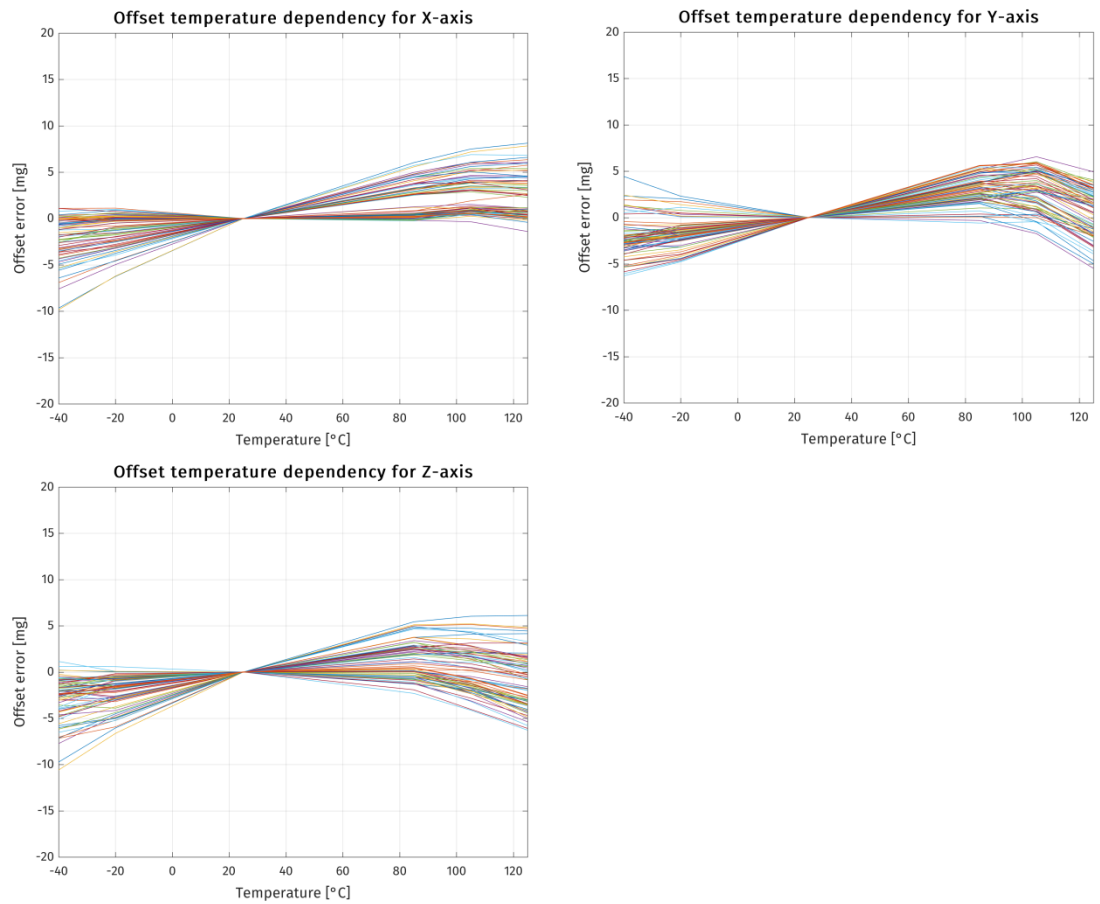 Offset temperature dependency for X-axis
20
15
10
5
0
-5
-10
-15
-20
Offset error [mg]
-40 -20 0 20 40 60 80 100 120
Temperature [°C]
Offset temperature dependency for Y-axis
20
15
10
5
0
-5
-10
-15
-20
Offset error [mg]
-40 -20 0 20 40 60 80 100 120
Temperature [°C]
Offset temperature dependency for Z-axis
20
15
10
5
0
-5
-10
-15
-20
Offset error [mg]
-40 -20 0 20 40 60 80 100 120
Temperature [°C]